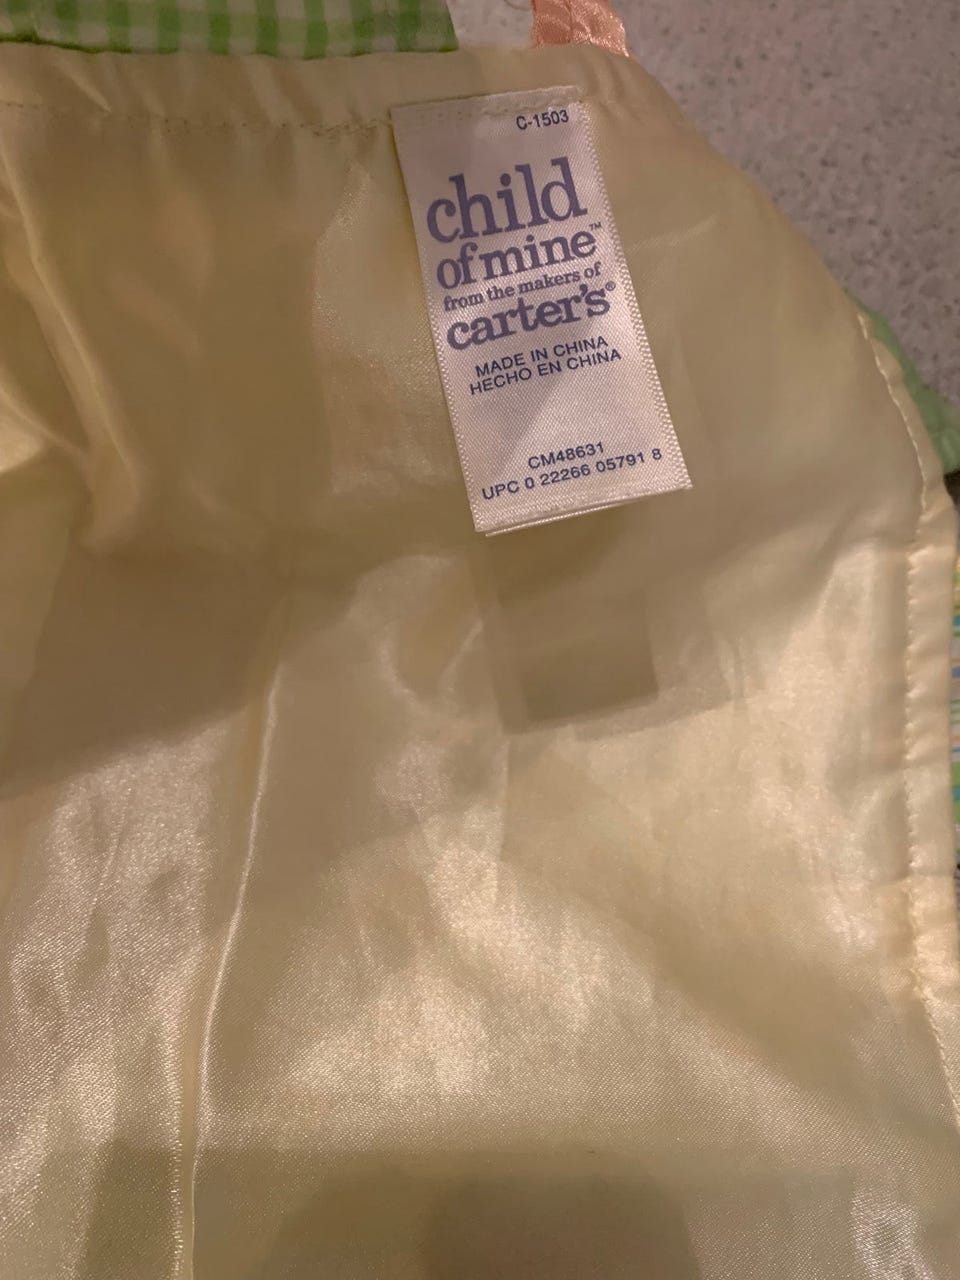 C-1503
child
of mine™
from the makers of
carter's®
MADE IN CHINA
HECHO EN CHINA
CM48631
UPC 0 22266 05791 8